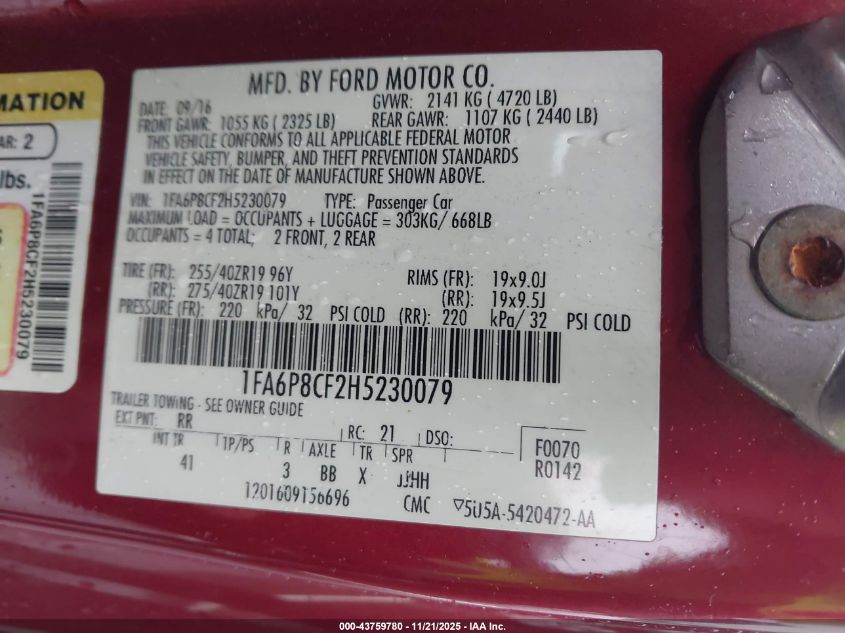 MFD. BY FORD MOTOR CO.
DATE: 09/16 GVWR: 2141 KG ( 4720 LB)
FRONT GAWR: 1055 KG ( 2325 LB) REAR GAWR: 1107 KG ( 2440 LB)
THIS VEHICLE CONFORMS TO ALL APPLICABLE FEDERAL MOTOR
VEHICLE SAFETY, BUMPER, AND THEFT PREVENTION STANDARDS
IN EFFECT ON THE DATE OF MANUFACTURE SHOWN ABOVE.
VIN: 1FA6P8CF2H5230079 TYPE: Passenger Car
MAXIMUM LOAD = OCCUPANTS + LUGGAGE = 303KG/ 668LB
OCCUPANTS = 4 TOTAL; 2 FRONT, 2 REAR
TIRE (FR): 255/40ZR19 96Y RIMS (FR): 19x9.0J
(RR): 275/40ZR19 101Y (RR): 19x9.5J
PRESSURE (FR): 220 kPa/ 32 PSI COLD (RR): 220 kPa/ 32 PSI COLD
1FA6P8CF2H5230079
TRAILER TOWING - SEE OWNER GUIDE
EXT PNT: RR RC: 21 DSO: F0070
INT TR TP/PS R AXLE TR SPR R0142
41 3 BB X JJHH
1201609156696 CMC 5U5A-5420472-AA
MATION
AR: 2
lbs.
1FA6P8CF2H5230079
000-43759780 - 11/21/2025 - IAA Inc.